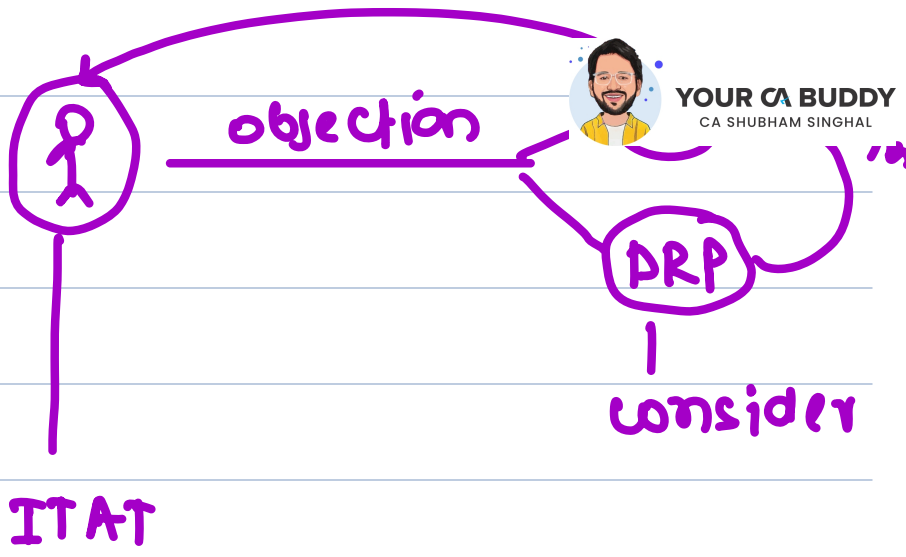 YOUR CA BUDDY
objection
CA SHUBHAM SINGHAL
DRP
consider
ITAT